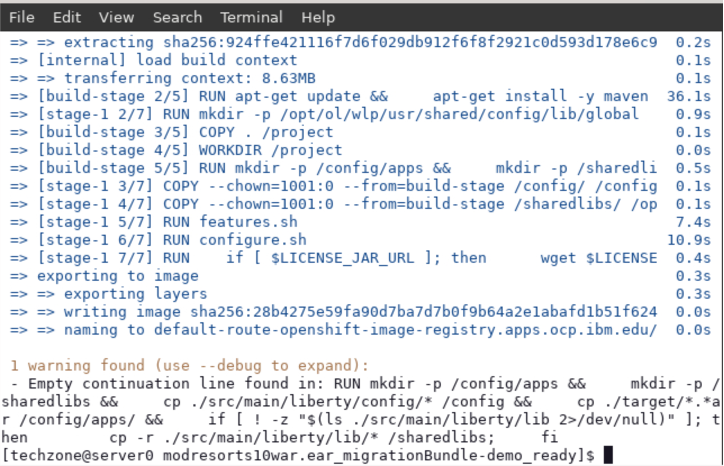 File Edit View Search Terminal Help
=> => extracting sha256:924ffe421116f7d6f029db912f6f8f2921c0d593d178e6c9 0.2s
=> [internal] load build context 0.1s
=> => transferring context: 8.63MB 0.1s
=> [build-stage 2/5] RUN apt-get update &&     apt-get install -y maven 36.1s
=> [stage-1 2/7] RUN mkdir -p /opt/ol/wlp/usr/shared/config/lib/global 0.9s
=> [build-stage 3/5] COPY . /project 0.1s
=> [build-stage 4/5] WORKDIR /project 0.0s
=> [build-stage 5/5] RUN mkdir -p /config/apps &&     mkdir -p /sharedli 0.5s
=> [stage-1 3/7] COPY --chown=1001:0 --from=build-stage /config/ /config 0.1s
=> [stage-1 4/7] COPY --chown=1001:0 --from=build-stage /sharedlibs/ /op 0.1s
=> [stage-1 5/7] RUN features.sh 7.4s
=> [stage-1 6/7] RUN configure.sh 10.9s
=> [stage-1 7/7] RUN    if [ $LICENSE_JAR_URL ]; then      wget $LICENSE 0.4s
=> exporting to image 0.3s
=> => exporting layers 0.3s
=> => writing image sha256:28b4275e59fa90d7ba7d7b0f9b64a2e1abafd1b51f624 0.0s
=> => naming to default-route-openshift-image-registry.apps.ocp.ibm.edu/ 0.0s
1 warning found (use --debug to expand):
- Empty continuation line found in: RUN mkdir -p /config/apps &&     mkdir -p /
sharedlibs &&     cp ./src/main/liberty/config/* /config &&     cp ./target/*.*a
r /config/apps/ &&     if [ ! -z "$(ls ./src/main/liberty/lib 2>/dev/null)" ]; t
hen       cp -r ./src/main/liberty/lib/* /sharedlibs;     fi
[techzone@server0 modresorts10war.ear_migrationBundle-demo_ready]$